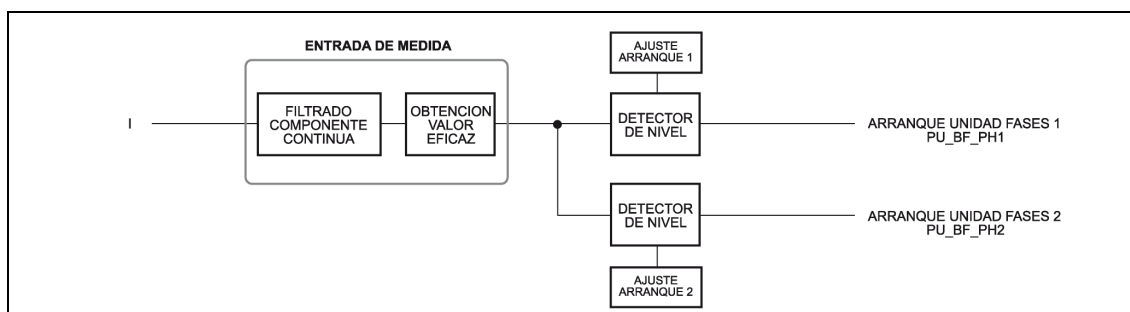 ENTRADA DE MEDIDA
AJUSTE
ARRANQUE 1
I
FILTRADO
COMPONENTE
CONTINUA
OBTENCION
VALOR
EFICAZ
DETECTOR
DE NIVEL
ARRANQUE UNIDAD FASES 1
PU_BF_PH1
DETECTOR
DE NIVEL
ARRANQUE UNIDAD FASES 2
PU_BF_PH2
AJUSTE
ARRANQUE 2